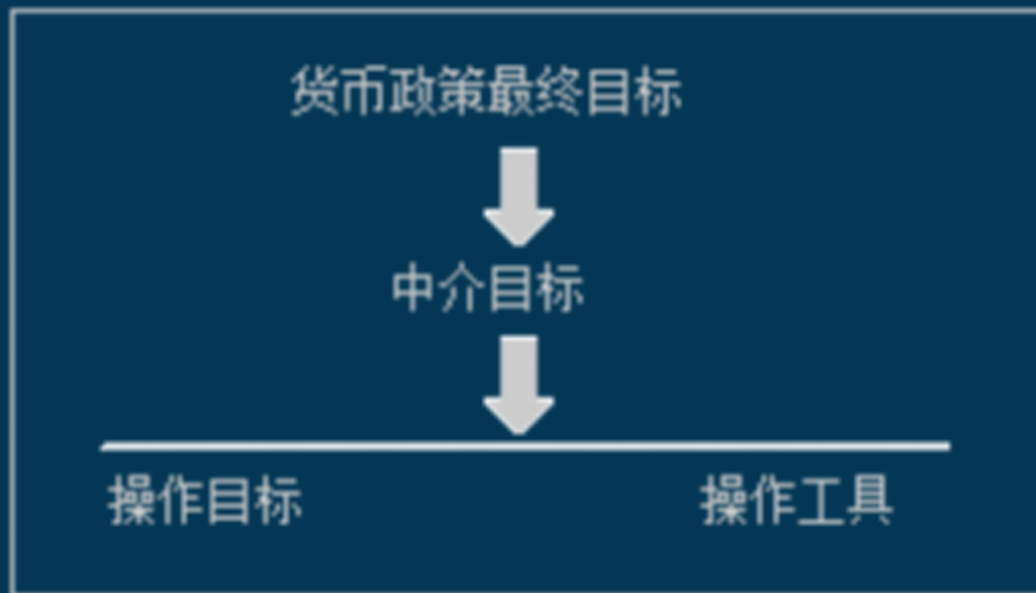 货币政策最终目标
中介目标
操作目标 操作工具